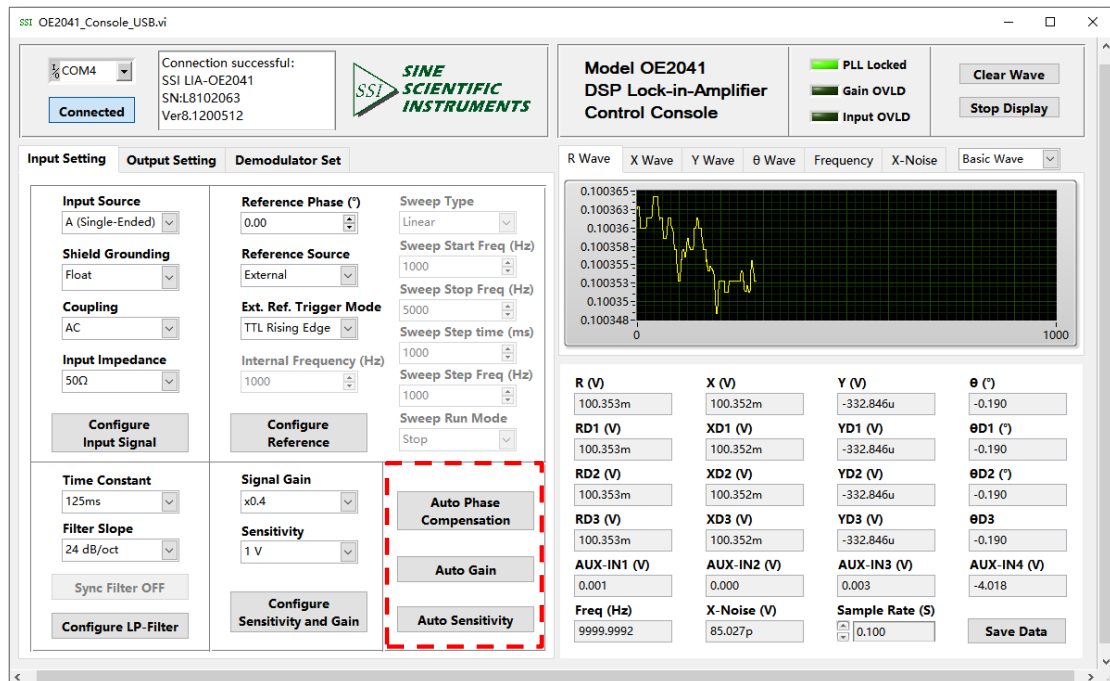 SSI OE2041_Console_USB.vi
I/O COM4
Connected
Connection successful:
SSI LIA-OE2041
SN:L8102063
Ver8.1200512
SSI
SINE
SCIENTIFIC
INSTRUMENTS
Model OE2041
DSP Lock-in-Amplifier
Control Console
PLL Locked
Gain OVLD
Input OVLD
Clear Wave
Stop Display
Input Setting Output Setting Demodulator Set
Input Source
A (Single-Ended)
Shield Grounding
Float
Coupling
AC
Input Impedance
50Ω
Configure
Input Signal
Reference Phase (°)
0.00
Reference Source
External
Ext. Ref. Trigger Mode
TTL Rising Edge
Internal Frequency (Hz)
1000
Configure
Reference
Sweep Type
Linear
Sweep Start Freq (Hz)
1000
Sweep Stop Freq (Hz)
5000
Sweep Step time (ms)
1000
Sweep Step Freq (Hz)
1000
Sweep Run Mode
Stop
Time Constant
125ms
Filter Slope
24 dB/oct
Sync Filter OFF
Configure LP-Filter
Signal Gain
x0.4
Sensitivity
1 V
Configure
Sensitivity and Gain
Auto Phase
Compensation
Auto Gain
Auto Sensitivity
R Wave X Wave Y Wave θ Wave Frequency X-Noise Basic Wave
0.100365
0.100363
0.10036
0.100358
0.100355
0.100353
0.10035
0.100348
0 1000
R (V) X (V) Y (V) θ (°)
100.353m 100.352m -332.846u -0.190
RD1 (V) XD1 (V) YD1 (V) θD1 (°)
100.353m 100.352m -332.846u -0.190
RD2 (V) XD2 (V) YD2 (V) θD2 (°)
100.353m 100.352m -332.846u -0.190
RD3 (V) XD3 (V) YD3 (V) θD3
100.353m 100.352m -332.846u -0.190
AUX-IN1 (V) AUX-IN2 (V) AUX-IN3 (V) AUX-IN4 (V)
0.001 0.000 0.003 -4.018
Freq (Hz) X-Noise (V) Sample Rate (S)
9999.9992 85.027p 0.100 Save Data